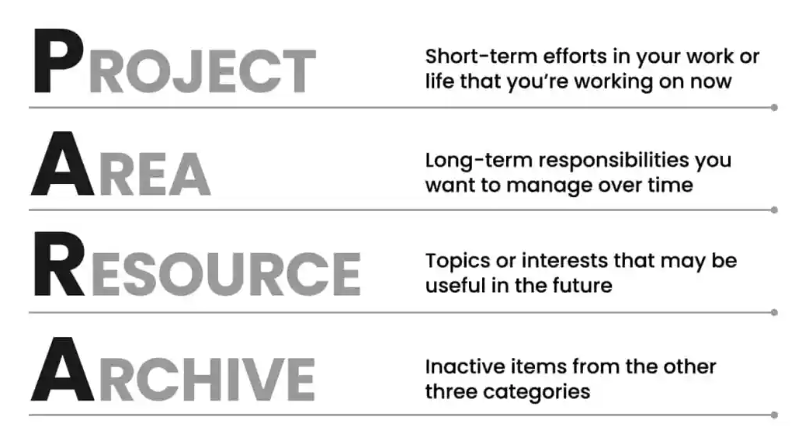 PROJECT
Short-term efforts in your work or
life that you're working on now
AREA
Long-term responsibilities you
want to manage over time
RESOURCE
Topics or interests that may be
useful in the future
ARCHIVE
Inactive items from the other
three categories